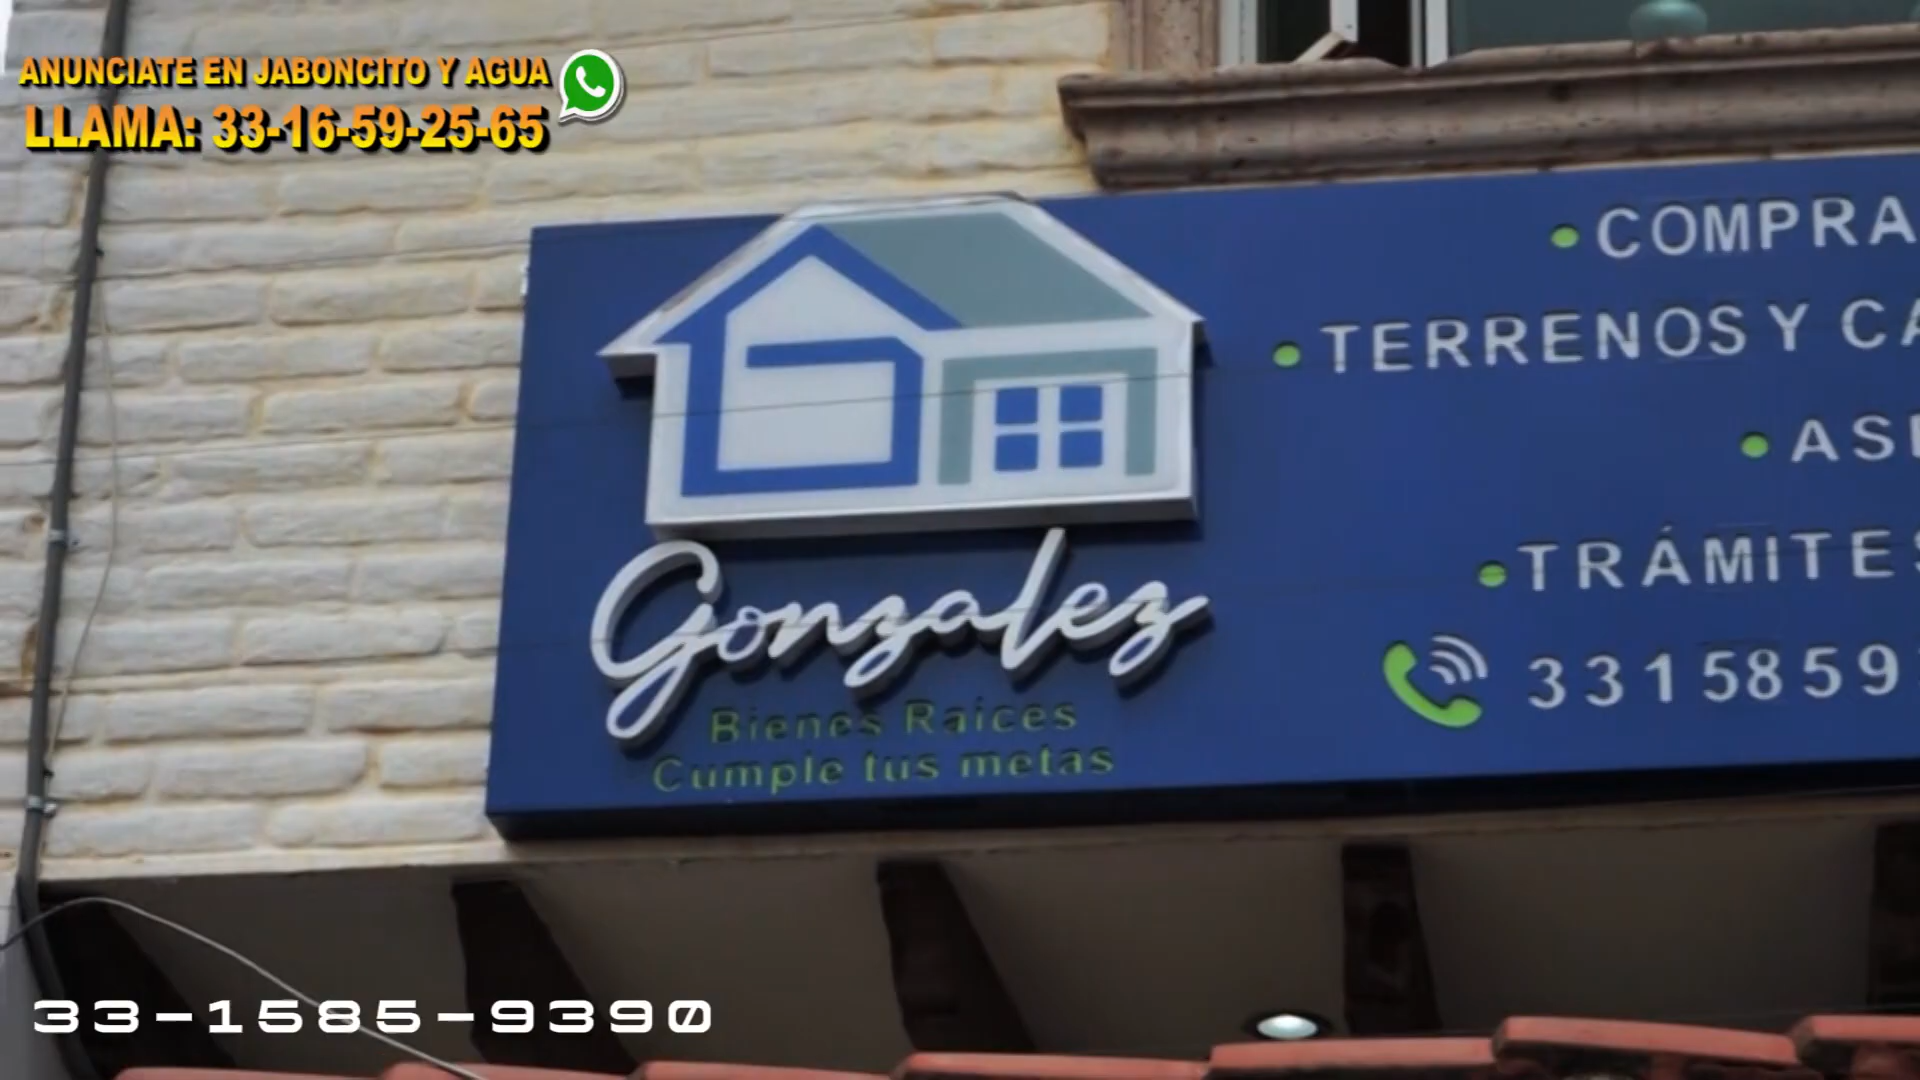 ANUNCIATE EN JABONCITO Y AGUA
LLAMA: 33-16-59-25-65
• COMPRA
• TERRENOS Y CA
• ASE
• TRÁMITES
3315859
Gonzalez
Bienes Raices
Cumple tus metas
33-1585-9390